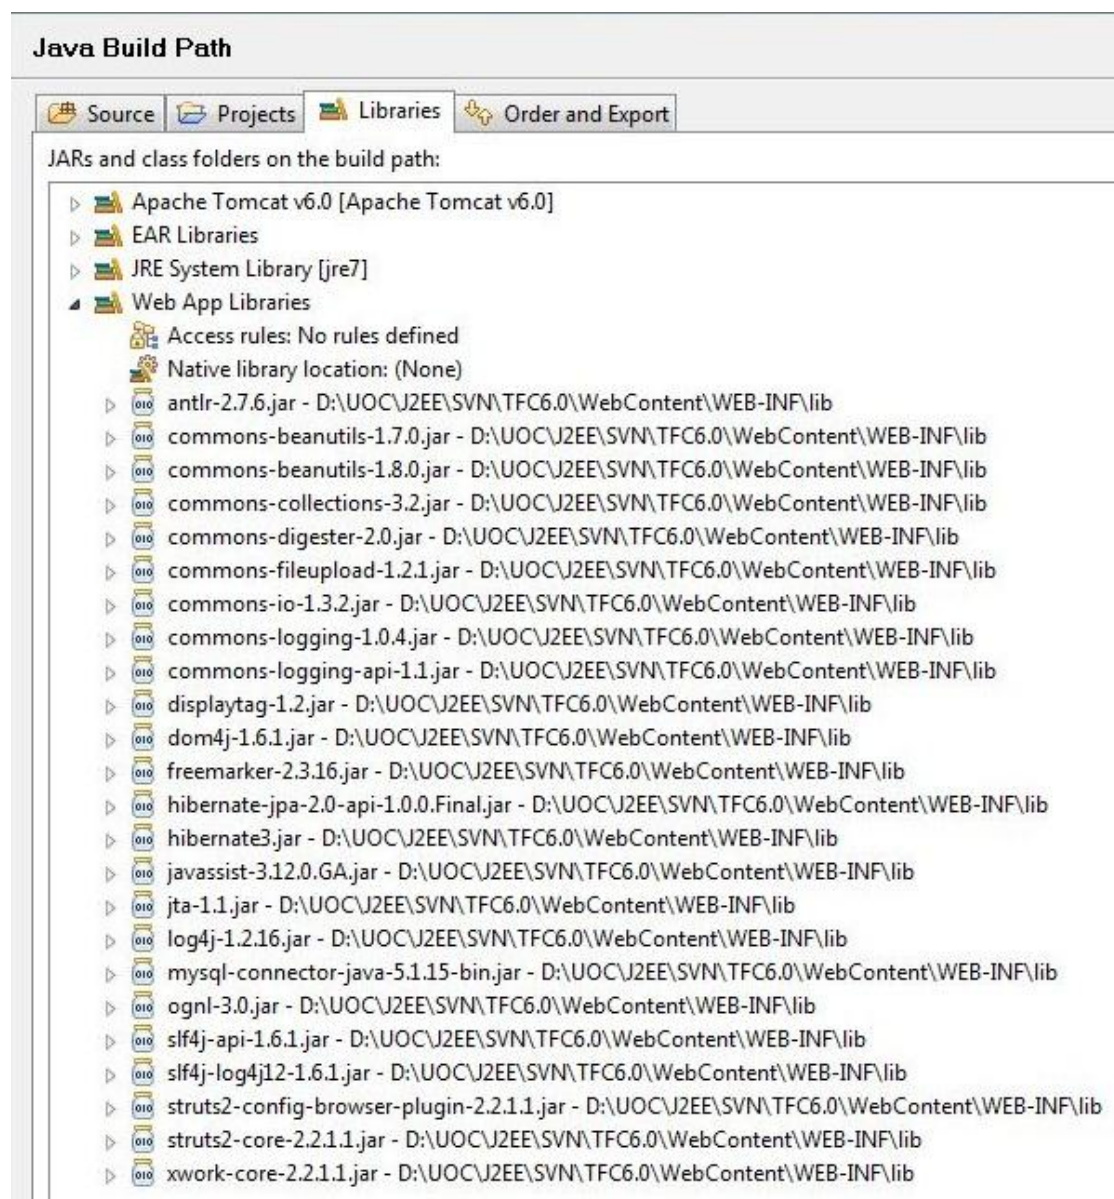 Java Build Path
Source Projects Libraries Order and Export
JARs and class folders on the build path:
Apache Tomcat v6.0 [Apache Tomcat v6.0]
EAR Libraries
JRE System Library [jre7]
Web App Libraries
Access rules: No rules defined
Native library location: (None)
antlr-2.7.6.jar - D:\UOC\J2EE\SVN\TFC6.0\WebContent\WEB-INF\lib
commons-beanutils-1.7.0.jar - D:\UOC\J2EE\SVN\TFC6.0\WebContent\WEB-INF\lib
commons-beanutils-1.8.0.jar - D:\UOC\J2EE\SVN\TFC6.0\WebContent\WEB-INF\lib
commons-collections-3.2.jar - D:\UOC\J2EE\SVN\TFC6.0\WebContent\WEB-INF\lib
commons-digester-2.0.jar - D:\UOC\J2EE\SVN\TFC6.0\WebContent\WEB-INF\lib
commons-fileupload-1.2.1.jar - D:\UOC\J2EE\SVN\TFC6.0\WebContent\WEB-INF\lib
commons-io-1.3.2.jar - D:\UOC\J2EE\SVN\TFC6.0\WebContent\WEB-INF\lib
commons-logging-1.0.4.jar - D:\UOC\J2EE\SVN\TFC6.0\WebContent\WEB-INF\lib
commons-logging-api-1.1.jar - D:\UOC\J2EE\SVN\TFC6.0\WebContent\WEB-INF\lib
displaytag-1.2.jar - D:\UOC\J2EE\SVN\TFC6.0\WebContent\WEB-INF\lib
dom4j-1.6.1.jar - D:\UOC\J2EE\SVN\TFC6.0\WebContent\WEB-INF\lib
freemarker-2.3.16.jar - D:\UOC\J2EE\SVN\TFC6.0\WebContent\WEB-INF\lib
hibernate-jpa-2.0-api-1.0.0.Final.jar - D:\UOC\J2EE\SVN\TFC6.0\WebContent\WEB-INF\lib
hibernate3.jar - D:\UOC\J2EE\SVN\TFC6.0\WebContent\WEB-INF\lib
javassist-3.12.0.GA.jar - D:\UOC\J2EE\SVN\TFC6.0\WebContent\WEB-INF\lib
jta-1.1.jar - D:\UOC\J2EE\SVN\TFC6.0\WebContent\WEB-INF\lib
log4j-1.2.16.jar - D:\UOC\J2EE\SVN\TFC6.0\WebContent\WEB-INF\lib
mysql-connector-java-5.1.15-bin.jar - D:\UOC\J2EE\SVN\TFC6.0\WebContent\WEB-INF\lib
ognl-3.0.jar - D:\UOC\J2EE\SVN\TFC6.0\WebContent\WEB-INF\lib
slf4j-api-1.6.1.jar - D:\UOC\J2EE\SVN\TFC6.0\WebContent\WEB-INF\lib
slf4j-log4j12-1.6.1.jar - D:\UOC\J2EE\SVN\TFC6.0\WebContent\WEB-INF\lib
struts2-config-browser-plugin-2.2.1.1.jar - D:\UOC\J2EE\SVN\TFC6.0\WebContent\WEB-INF\lib
struts2-core-2.2.1.1.jar - D:\UOC\J2EE\SVN\TFC6.0\WebContent\WEB-INF\lib
xwork-core-2.2.1.1.jar - D:\UOC\J2EE\SVN\TFC6.0\WebContent\WEB-INF\lib